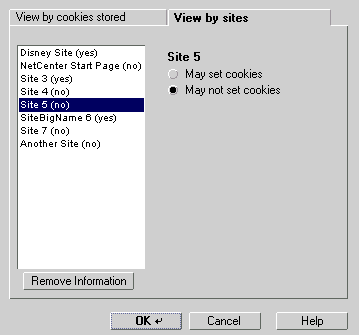 View by cookies stored
View by sites
Disney Site (yes)
NetCenter Start Page (no)
Site 3 (yes)
Site 4 (no)
Site 5 (no)
SiteBigName 6 (yes)
Site 7 (no)
Another Site (no)
Site 5
May set cookies
May not set cookies
Remove Information
OK ↵
Cancel
Help